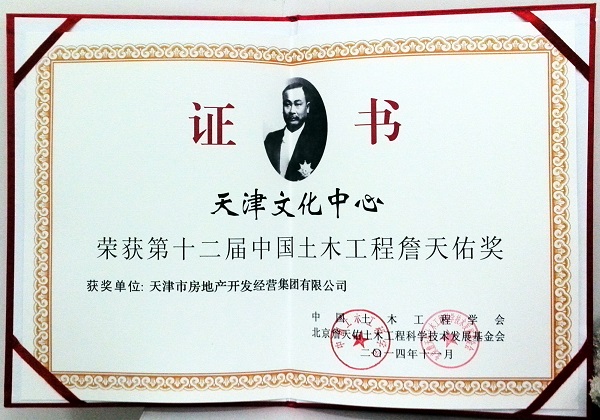 证 书
天津文化中心
荣获第十二届中国土木工程詹天佑奖
获奖单位: 天津市房地产开发经营集团有限公司
中国土木工程学会
北京詹天佑土木工程科学技术发展基金会
二〇一四年十一月